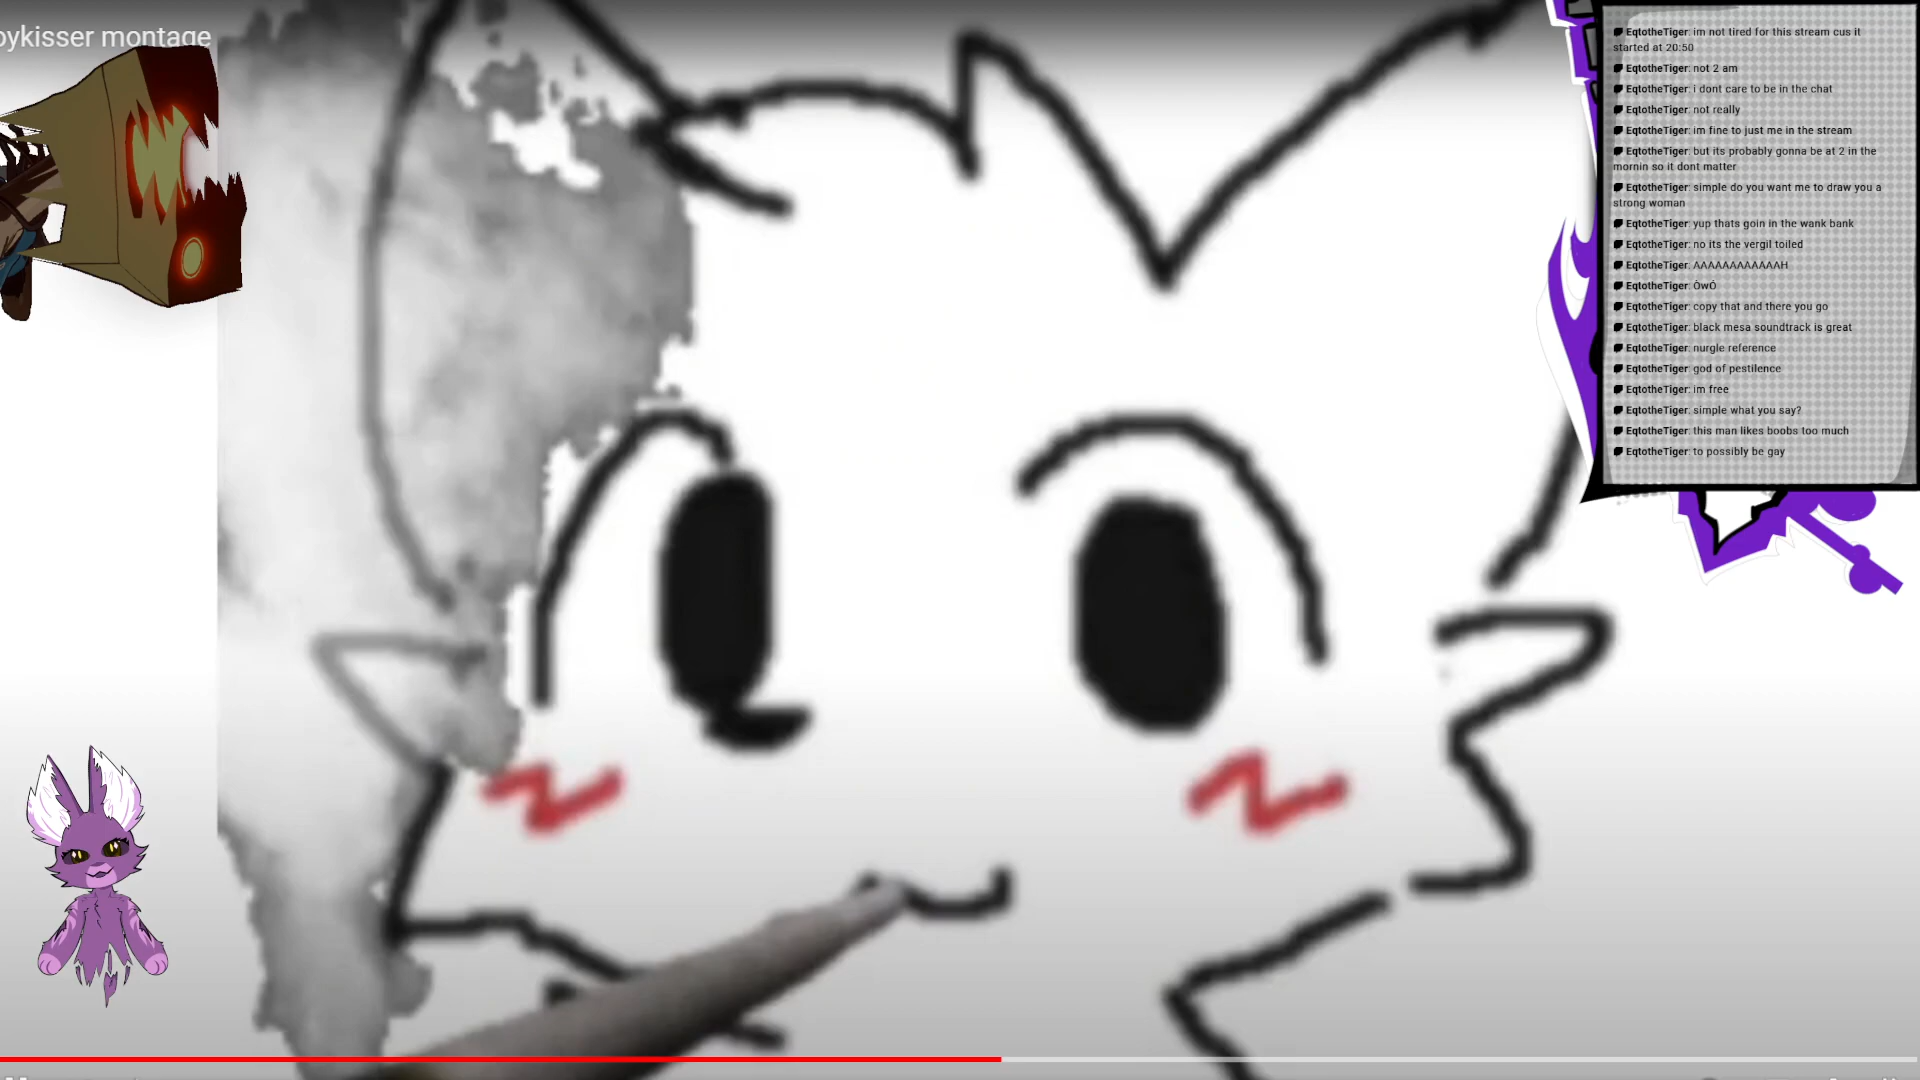 oykisser montage
EqtotheTiger: im not tired for this stream cus it
started at 20:50
EqtotheTiger: not 2 am
EqtotheTiger: i dont care to be in the chat
EqtotheTiger: not really
EqtotheTiger: im fine to just me in the stream
EqtotheTiger: but its probably gonna be at 2 in the
mornin so it dont matter
EqtotheTiger: simple do you want me to draw you a
strong woman
EqtotheTiger: yup thats goin in the wank bank
EqtotheTiger: no its the vergil toiled
EqtotheTiger: AAAAAAAAAAAAH
EqtotheTiger: ÒwÓ
EqtotheTiger: copy that and there you go
EqtotheTiger: black mesa soundtrack is great
EqtotheTiger: nurgle reference
EqtotheTiger: god of pestilence
EqtotheTiger: im free
EqtotheTiger: simple what you say?
EqtotheTiger: this man likes boobs too much
EqtotheTiger: to possibly be gay